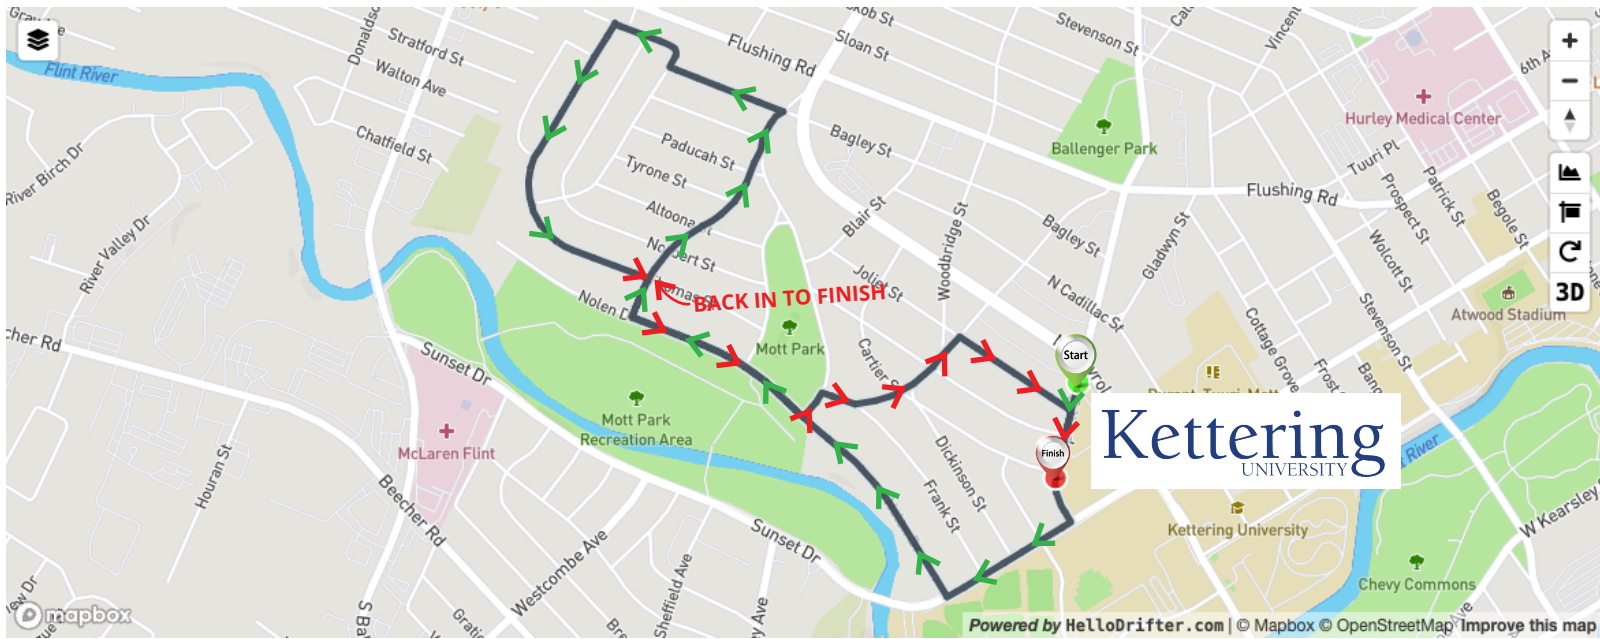 Flint River
Donaldson
Stratford St
Walton Ave
Chatfield St
River Birch Dr
River Valley Dr
cher Rd
Sunset Dr
McLaren Flint
Houran St
Beecher Rd
Westcombe Ave
Sheffield Ave
Sunset Dr
Mott Park
Recreation Area
Nolen D
Paducah St
Tyrone St
Altoona
Thomas S
BACK IN TO FINISH
Mott Park
Flushing Rd
Sloan St
Bagley St
Blair St
Joliet St
Woodbridge St
Cartier S
Dickinson St
Frank St
Stevenson St
Vincent
6th A
Hurley Medical Center
Ballenger Park
Tuuri Pl
Flushing Rd
Prospect St
Patrick St
Begole St
Bagley St
Gladwyn St
Wolcott St
N Cadillac St
Cottage Grove
Stevenson St
Atwood Stadium
3D
Start
Finish
Kettering
UNIVERSITY
River
Kettering University
W Kearsley S
Chevy Commons
mapbox
Powered by HelloDrifter.com | © Mapbox © OpenStreetMap Improve this map